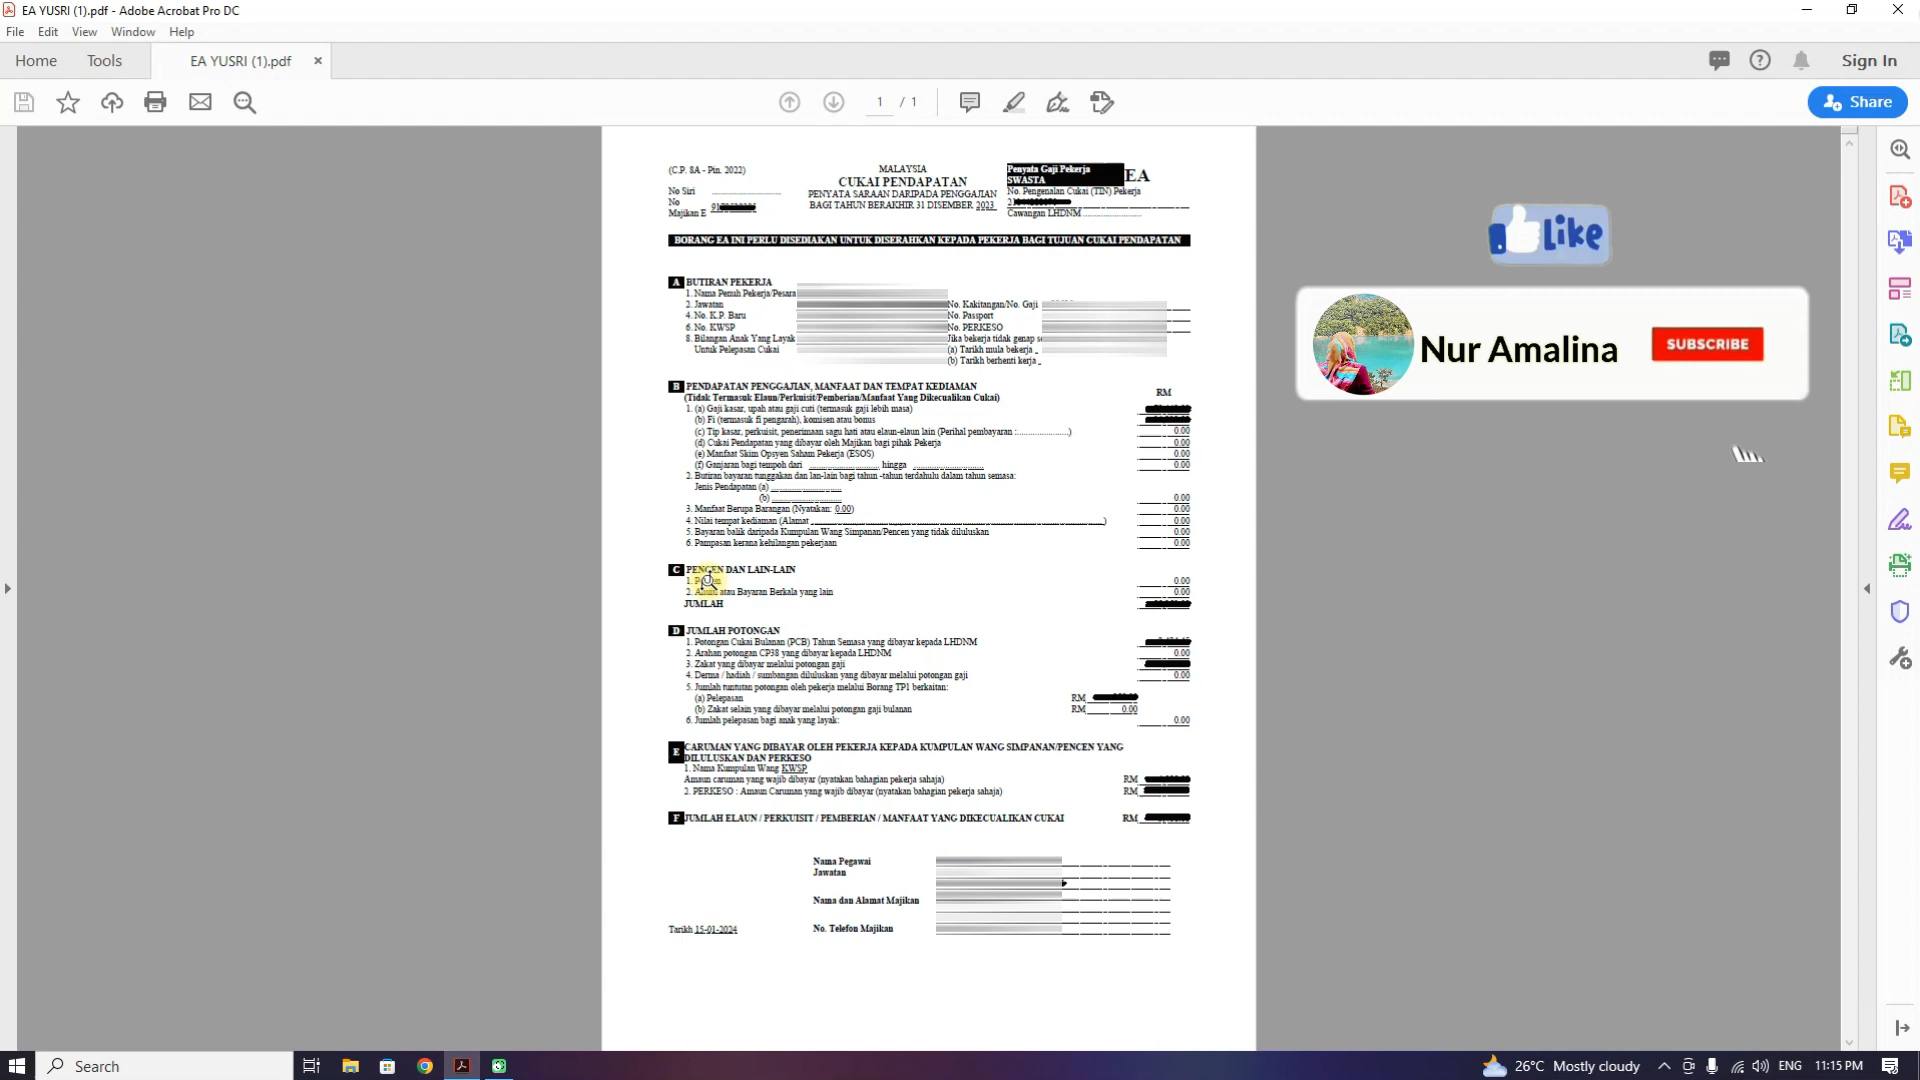 EA YUSRI (1).pdf - Adobe Acrobat Pro DC
File Edit View Window Help
Home Tools EA YUSRI (1).pdf × Sign In
1 / 1 Share
(C.P. 8A - Pin. 2022)
MALAYSIA
CUKAI PENDAPATAN
PENYATA SARAAN DARIPADA PENGGAJIAN
BAGI TAHUN BERAKHIR 31 DISEMBER 2023
Penyata Gaji Pekerja
SWASTA
EA
No Siri
No
Majikan E
No. Pengenalan Cukai (TIN) Pekerja
Cawangan LHDNM
BORANG EA INI PERLU DISEDIAKAN UNTUK DISERAHKAN KEPADA PEKERJA BAGI TUJUAN CUKAI PENDAPATAN
A BUTIRAN PEKERJA
1. Nama Penuh Pekerja/Pesara
2. Jawatan No. Kakitangan/No. Gaji
4. No. K.P. Baru No. Passport
6. No. KWSP No. PERKESO
8. Bilangan Anak Yang Layak Jika bekerja tidak genap
Untuk Pelepasan Cukai (a) Tarikh mula bekerja
(b) Tarikh berhenti kerja
B PENDAPATAN PENGGAJIAN, MANFAAT DAN TEMPAT KEDIAMAN
RM
(Tidak Termasuk Elaun/Perkuisit/Pemberian/Manfaat Yang Dikecualikan Cukai)
1. (a) Gaji kasar, upah atau gaji cuti (termasuk gaji lebih masa)
(b) Fi (termasuk fi pengarah), komisen atau bonus
(c) Tip kasar, perkuisit, penerimaan sagu hati atau elaun-elaun lain (Perihal pembayaran :......................) 0.00
(d) Cukai Pendapatan yang dibayar oleh Majikan bagi pihak Pekerja 0.00
(e) Manfaat Skim Opsyen Saham Pekerja (ESOS) 0.00
(f) Ganjaran bagi tempoh dari ............................ hingga ............................ 0.00
2. Butiran bayaran tunggakan dan lan-lain bagi tahun -tahun terdahulu dalam tahun semasa:
Jenis Pendapatan (a) ............................
(b) ............................ 0.00
3. Manfaat Berupa Barangan (Nyatakan: 0.00) 0.00
4. Nilai tempat kediaman (Alamat ............................) 0.00
5. Bayaran balik daripada Kumpulan Wang Simpanan/Pencen yang tidak diluluskan 0.00
6. Pampasan kerana kehilangan pekerjaan 0.00
C PENCEN DAN LAIN-LAIN
1. 0.00
2. atau Bayaran Berkala yang lain 0.00
JUMLAH
D JUMLAH POTONGAN
1. Potongan Cukai Bulanan (PCB) Tahun Semasa yang dibayar kepada LHDNM
2. Arahan potongan CP38 yang dibayar kepada LHDNM 0.00
3. Zakat yang dibayar melalui potongan gaji
4. Derma / hadiah / sumbangan diluluskan yang dibayar melalui potongan gaji 0.00
5. Jumlah tuntutan potongan oleh pekerja melalui Borang TP1 berkaitan:
(a) Pelepasan RM
(b) Zakat selain yang dibayar melalui potongan gaji bulanan RM 0.00
6. Jumlah pelepasan bagi anak yang layak: 0.00
E CARUMAN YANG DIBAYAR OLEH PEKERJA KEPADA KUMPULAN WANG SIMPANAN/PENCEN YANG
DILULUSKAN DAN PERKESO
1. Nama Kumpulan Wang KWSP
Amaun caruman yang wajib dibayar (nyatakan bahagian pekerja sahaja) RM
2. PERKESO : Amaun Caruman yang wajib dibayar (nyatakan bahagian pekerja sahaja) RM
F JUMLAH ELAUN / PERKUISIT / PEMBERIAN / MANFAAT YANG DIKECUALIKAN CUKAI RM
Nama Pegawai
Jawatan
Nama dan Alamat Majikan
Tarikh 15-01-2024 No. Telefon Majikan
Like
Nur Amalina SUBSCRIBE
Search 26°C Mostly cloudy ENG 11:15 PM